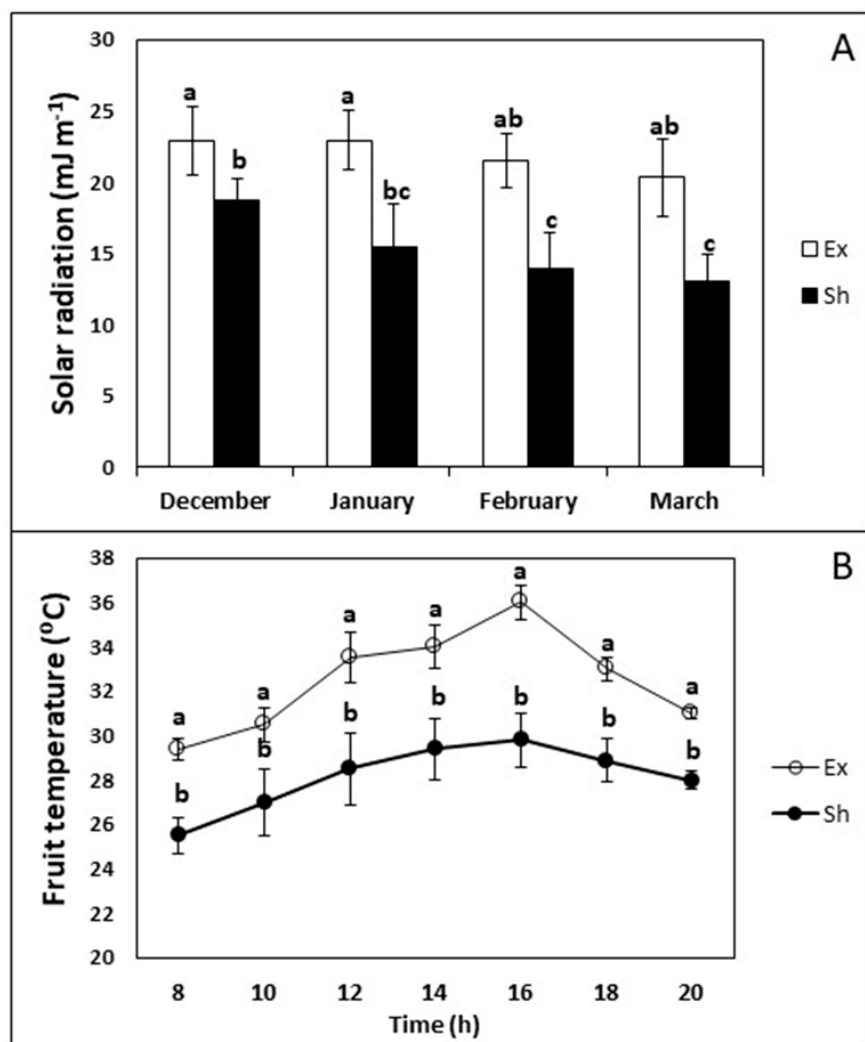 A
30
25
20
15
10
5
0
Solar radiation (mJ m⁻¹)
a
b
a
bc
ab
c
ab
c
December January February March
Ex
Sh
B
38
36
34
32
30
28
26
24
22
20
Fruit temperature (⁰C)
a a a a a a a
b b b b b b b
8 10 12 14 16 18 20
Time (h)
Ex
Sh